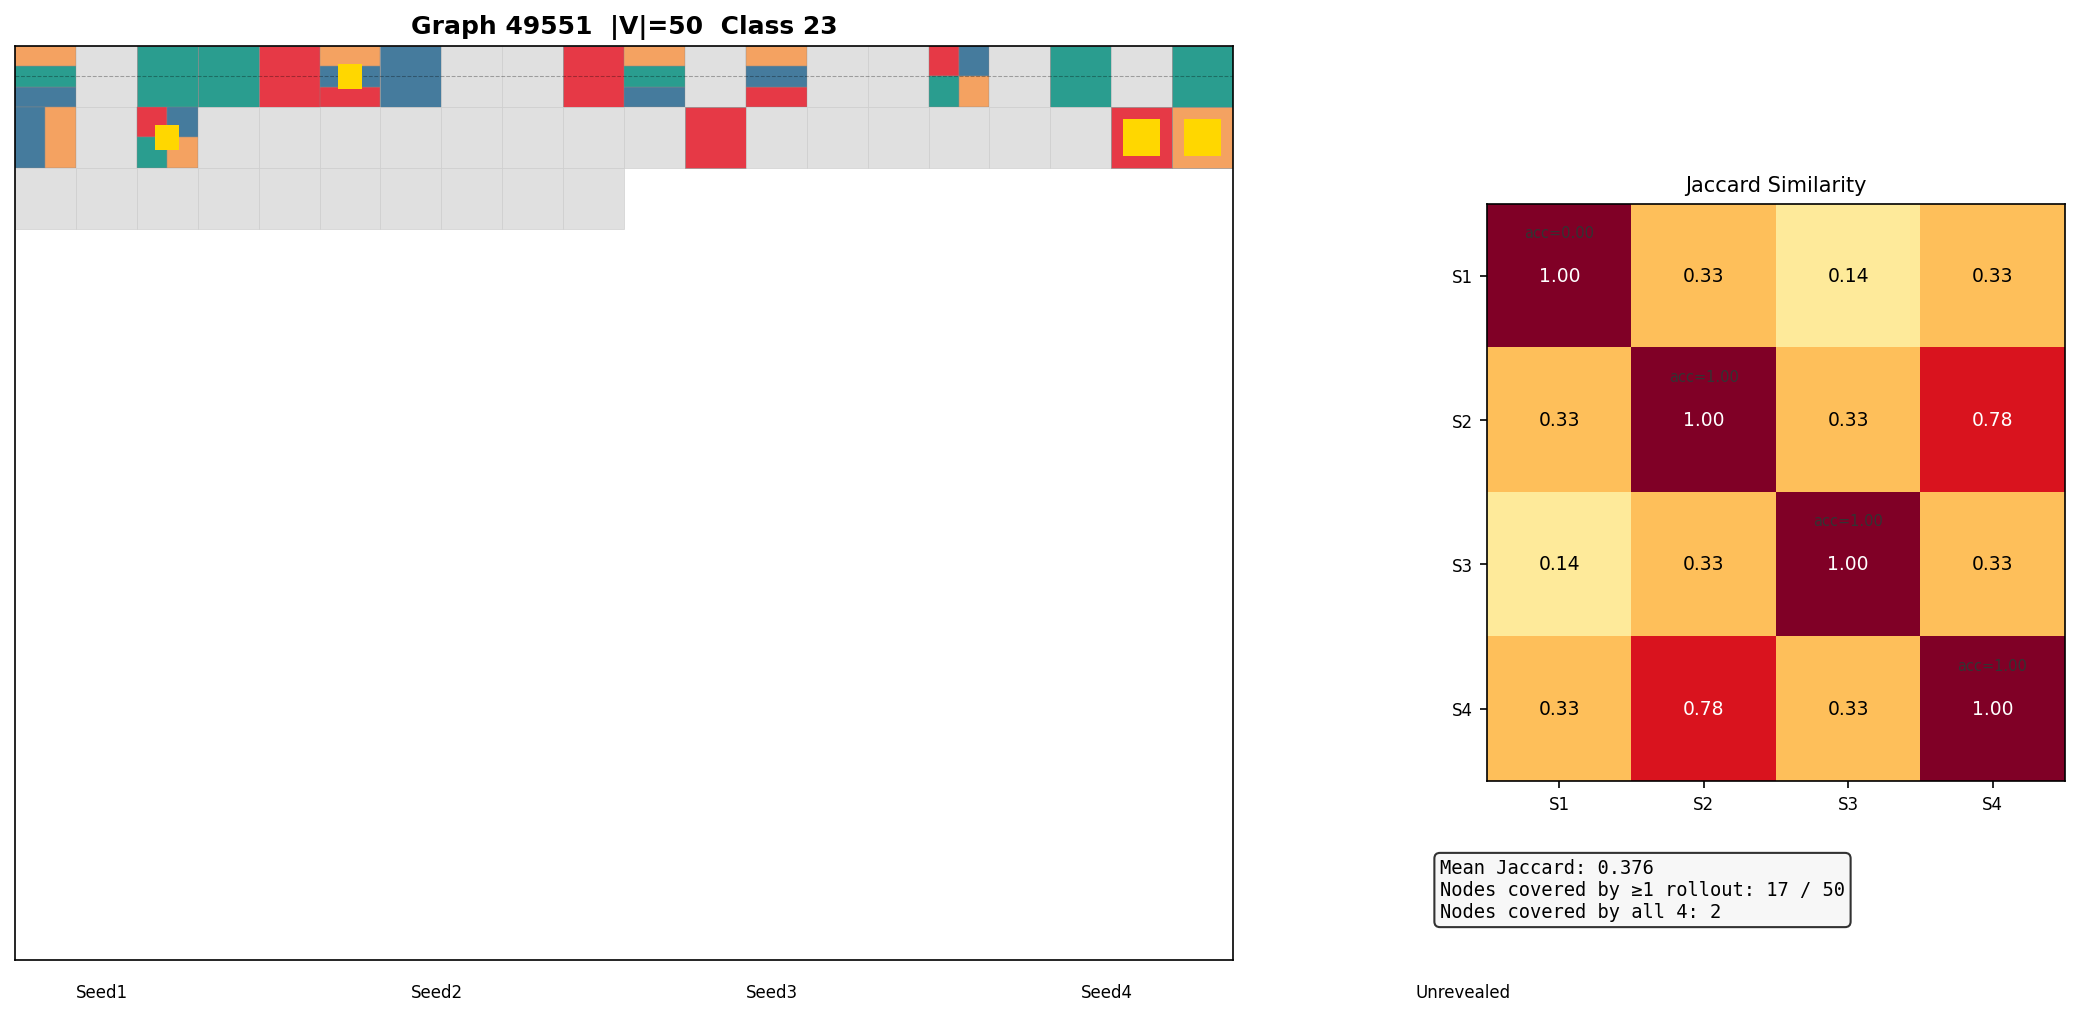 Graph 49551 |V|=50 Class 23
Jaccard Similarity
acc=0.00
S1 1.00 0.33 0.14 0.33
acc=1.00
S2 0.33 1.00 0.33 0.78
acc=1.00
S3 0.14 0.33 1.00 0.33
acc=1.00
S4 0.33 0.78 0.33 1.00
S1 S2 S3 S4
Mean Jaccard: 0.376
Nodes covered by ≥1 rollout: 17 / 50
Nodes covered by all 4: 2
Seed1 Seed2 Seed3 Seed4 Unrevealed